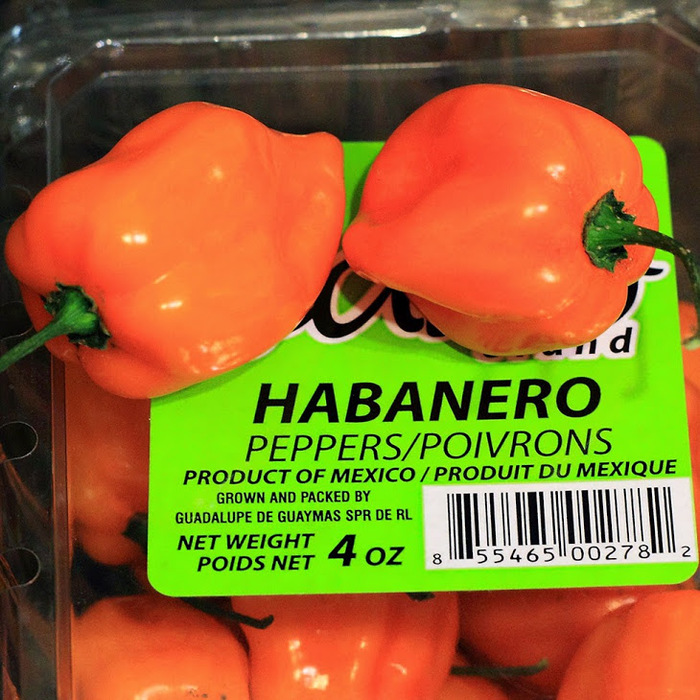 HABANERO
PEPPERS/POIVRONS
PRODUCT OF MEXICO / PRODUIT DU MEXIQUE
GROWN AND PACKED BY
GUADALUPE DE GUAYMAS SPR DE RL
NET WEIGHT
POIDS NET
4 OZ
8 55465 00278 2